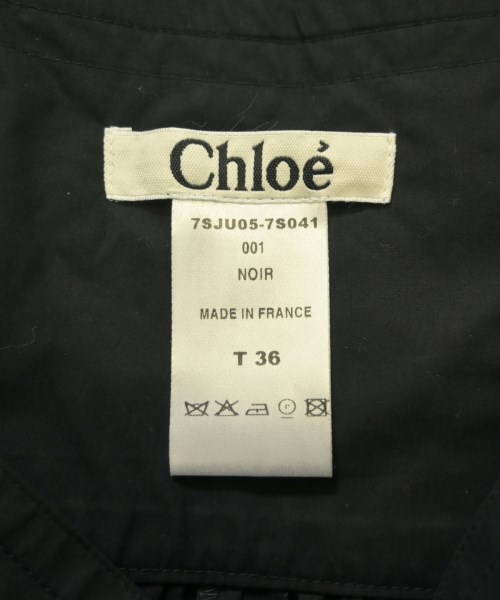 Chloé
7SJU05-7S041
001
NOIR
MADE IN FRANCE
T 36